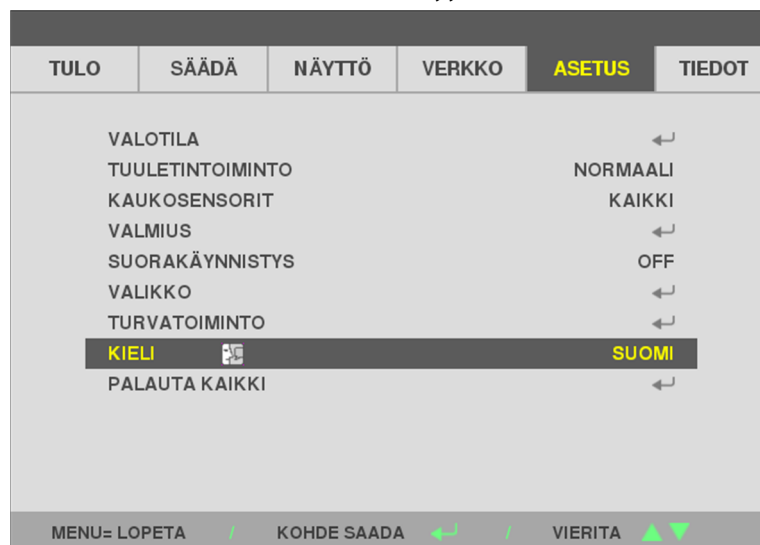 TULO SÄÄDÄ NÄYTTÖ VERKKO ASETUS TIEDOT
VALOTILA
TUULETINTOIMINTO NORMAALI
KAUKOSENSORIT KAIKKI
VALMIUS
SUORAKÄYNNISTYS OFF
VALIKKO
TURVATOIMINTO
KIELI SUOMI
PALAUTA KAIKKI
MENU= LOPETA / KOHDE SAADA / VIERITA